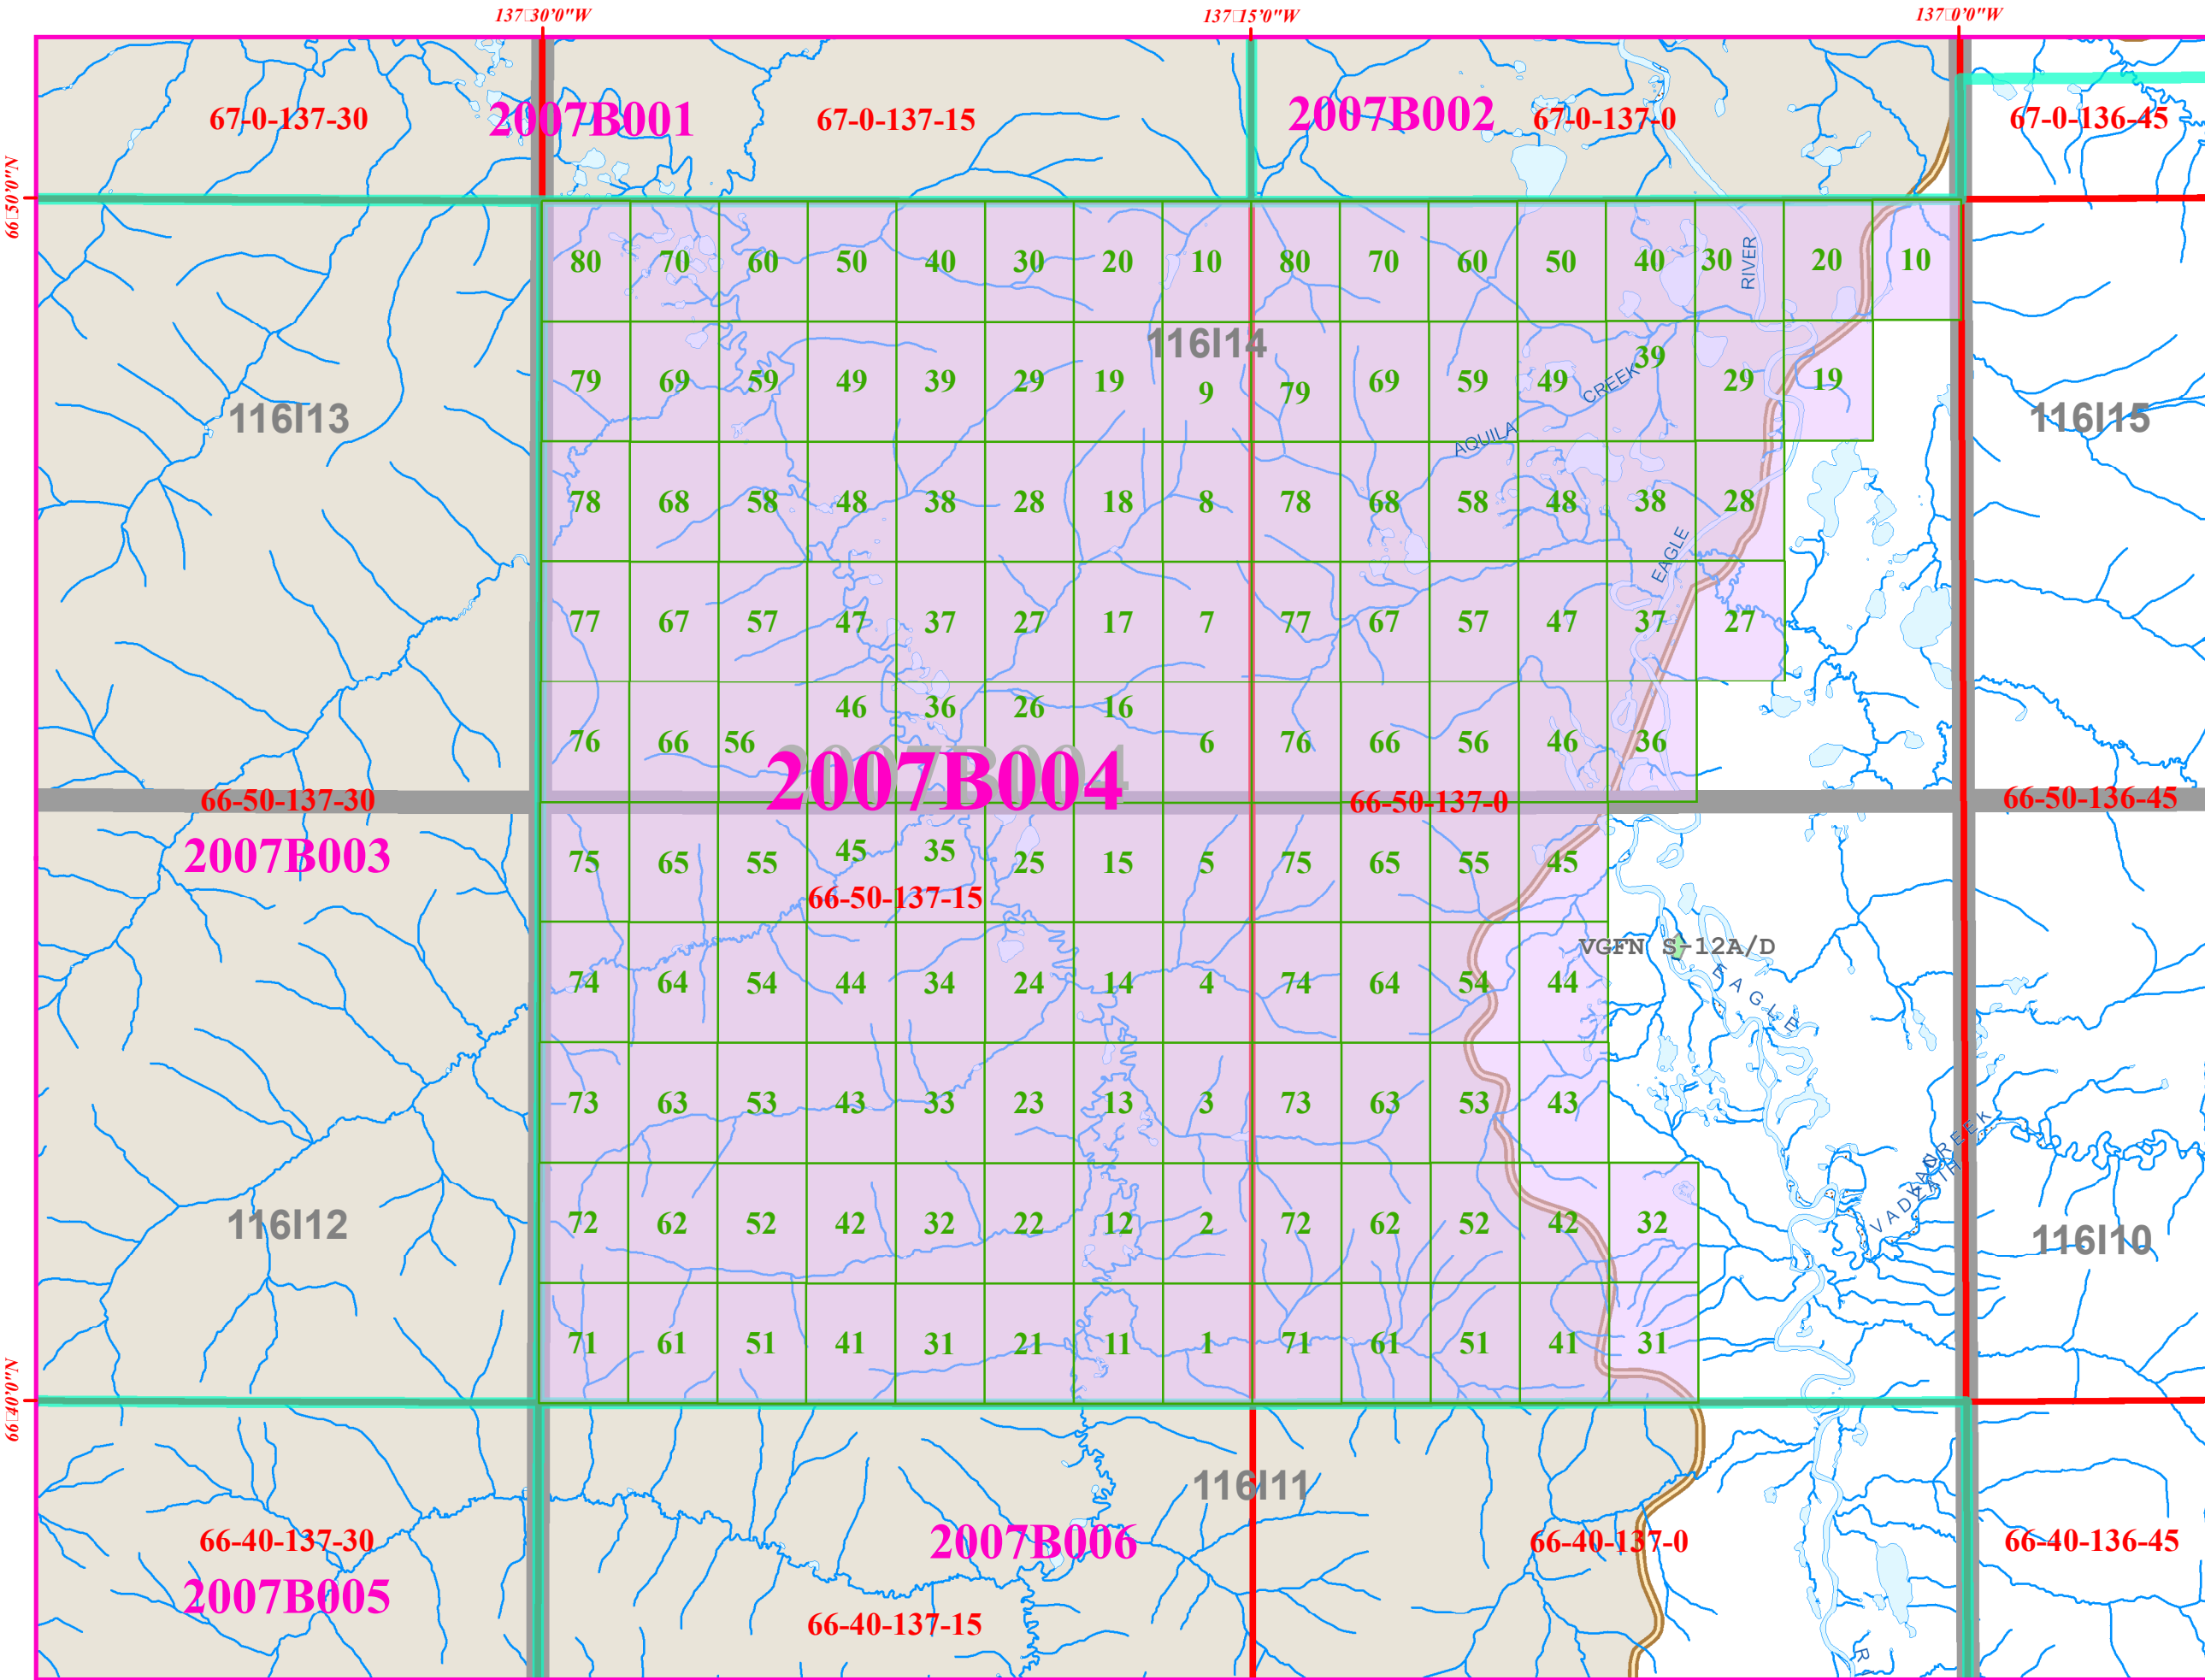 137 30'0"W 137 15'0"W 137 0'0"W
67-0-137-30 2007B001 67-0-137-15 2007B002 67-0-137-0 67-0-136-45
66 50'0"N
80 70 60 50 40 30 20 10 80 70 60 50 40 30 RIVER 20 10
116I14
79 69 59 49 39 29 19 9 79 69 59 49 CREEK 39 29 19
116I13 116I15
AQUILA
78 68 58 48 38 28 18 8 78 68 58 48 38 28
EAGLE
77 67 57 47 37 27 17 7 77 67 57 47 37 27
46 36 26 16
76 66 56 6 76 66 56 46 36
2007B004
66-50-137-30 66-50-137-0 66-50-136-45
2007B003
75 65 55 45 35 25 15 5 75 65 55 45
66-50-137-15
VGFN S-12A/D
74 64 54 44 34 24 14 4 74 64 54 44
EAGLE
73 63 53 43 33 23 13 3 73 63 53 43
CREEK
72 62 52 42 32 22 12 2 72 62 52 42 32
116I12 116I10
71 61 51 41 31 21 11 1 71 61 51 41 31
66 40'0"N
116I11
66-40-137-30 2007B006 66-40-137-0 66-40-136-45
2007B005
66-40-137-15
R